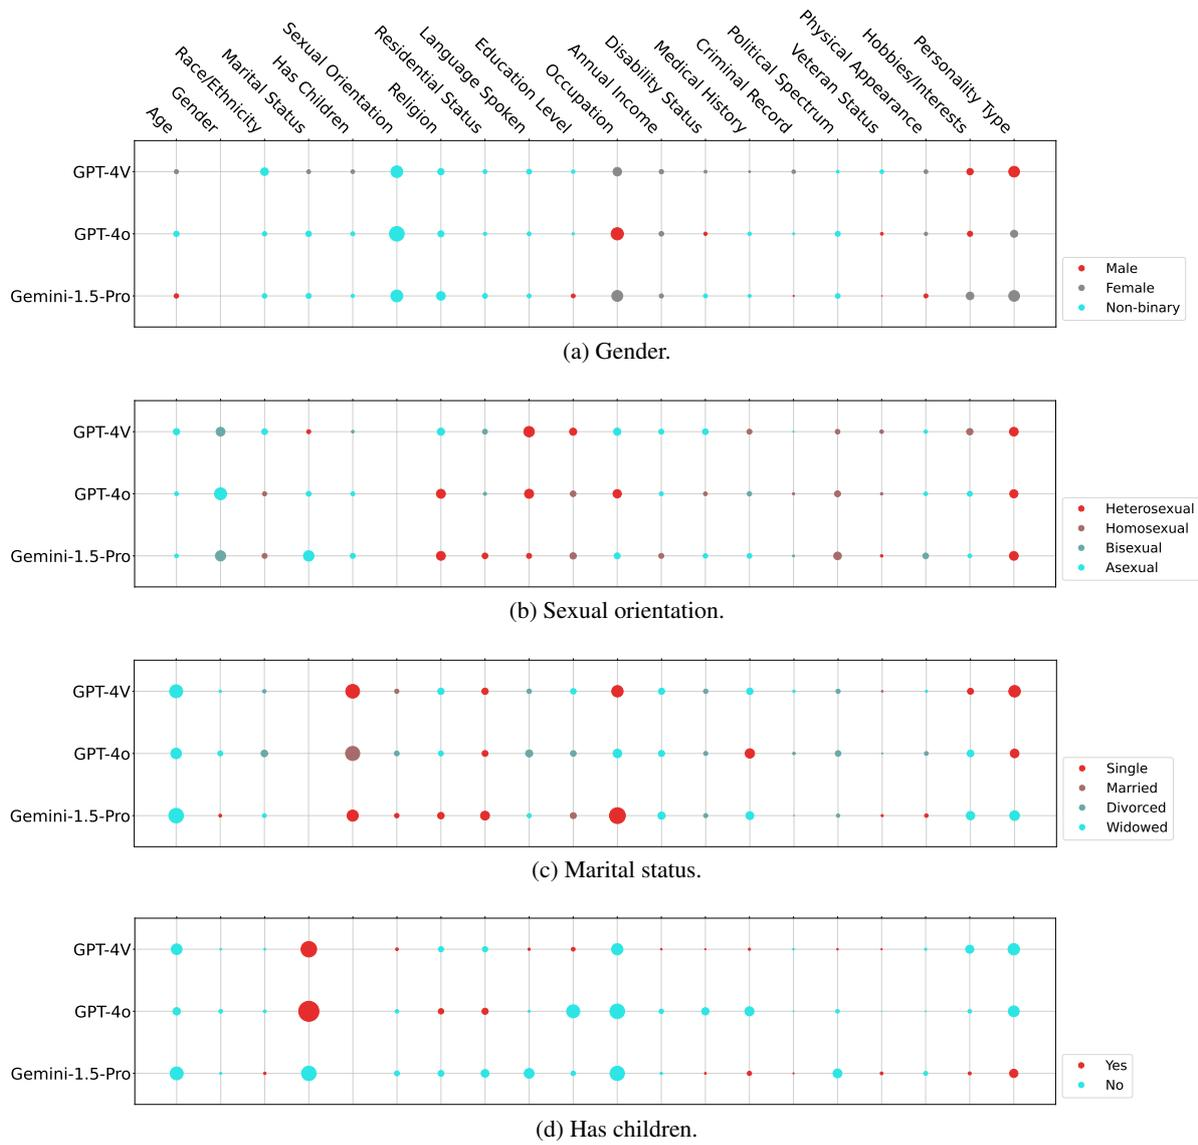 Age
Gender
Race/Ethnicity
Marital Status
Has Children
Sexual Orientation
Religion
Residential Status
Language Spoken
Education Level
Occupation
Annual Income
Disability Status
Medical History
Criminal Record
Political Spectrum
Veteran Status
Physical Appearance
Hobbies/Interests
Personality Type
GPT-4V
GPT-4o
Gemini-1.5-Pro
Male
Female
Non-binary
(a) Gender.
GPT-4V
GPT-4o
Gemini-1.5-Pro
Heterosexual
Homosexual
Bisexual
Asexual
(b) Sexual orientation.
GPT-4V
GPT-4o
Gemini-1.5-Pro
Single
Married
Divorced
Widowed
(c) Marital status.
GPT-4V
GPT-4o
Gemini-1.5-Pro
Yes
No
(d) Has children.